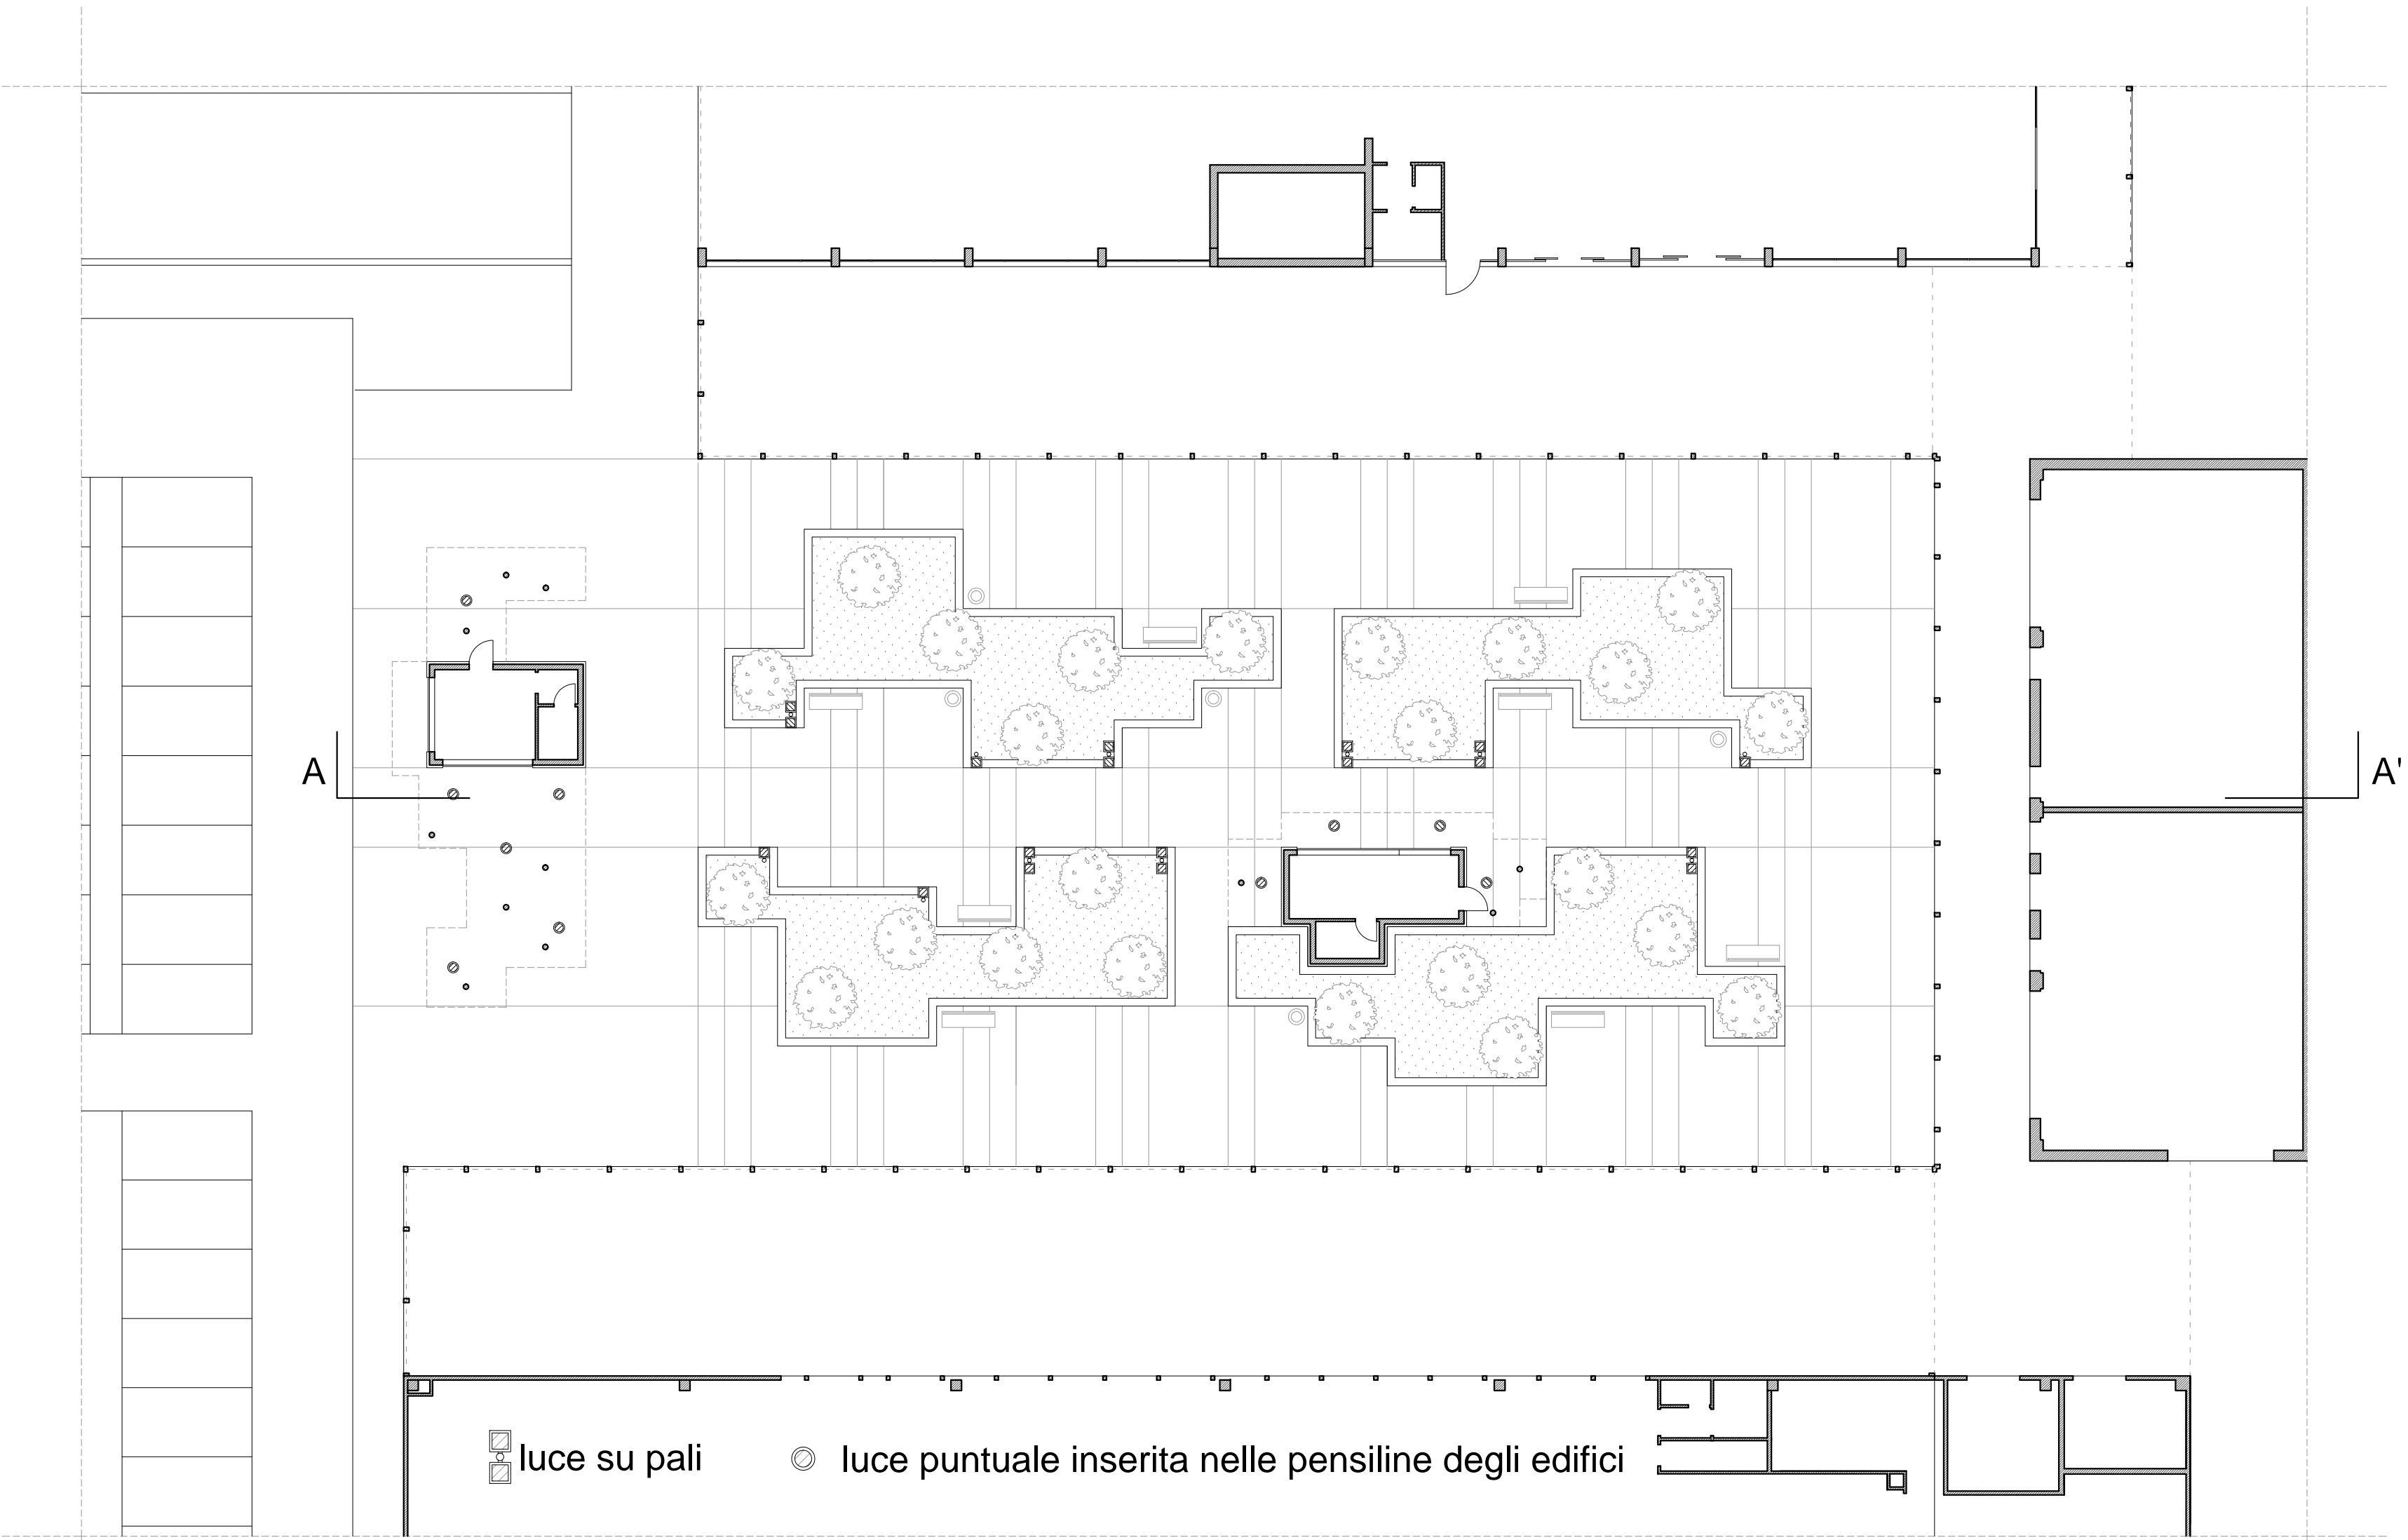 A
A'
luce su pali
luce puntuale inserita nelle pensiline degli edifici